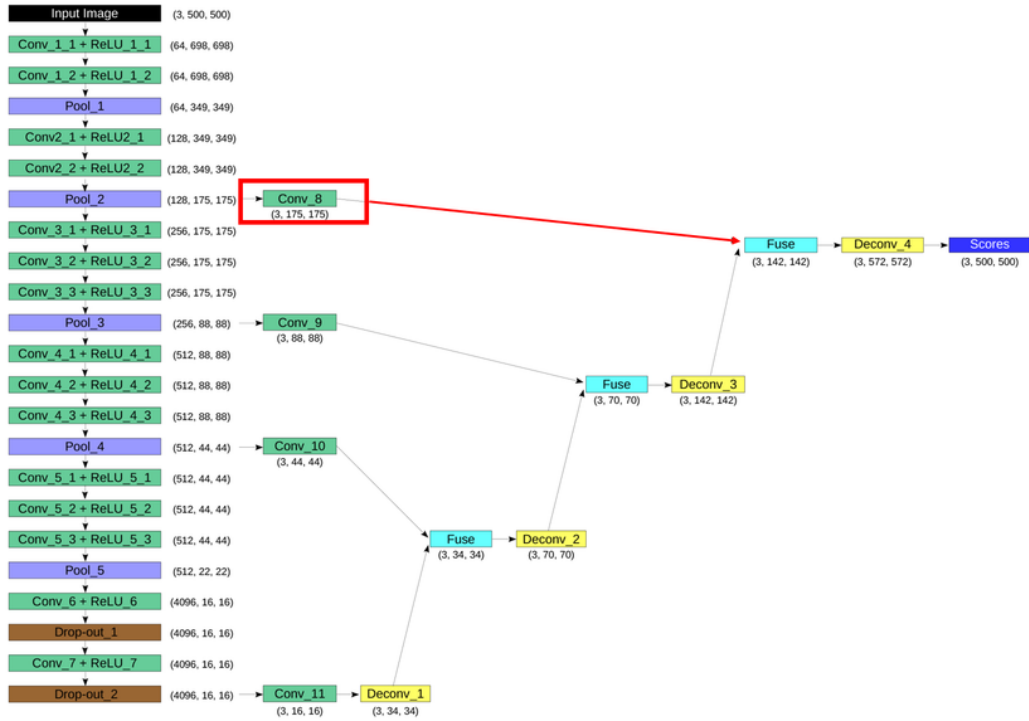 Input Image (3, 500, 500)
Conv_1_1 + ReLU_1_1 (64, 698, 698)
Conv_1_2 + ReLU_1_2 (64, 698, 698)
Pool_1 (64, 349, 349)
Conv2_1 + ReLU2_1 (128, 349, 349)
Conv2_2 + ReLU2_2 (128, 349, 349)
Pool_2 (128, 175, 175) Conv_8
(3, 175, 175)
Conv_3_1 + ReLU_3_1 (256, 175, 175)
Fuse Deconv_4 Scores
(3, 142, 142) (3, 572, 572) (3, 500, 500)
Conv_3_2 + ReLU_3_2 (256, 175, 175)
Conv_3_3 + ReLU_3_3 (256, 175, 175)
Pool_3 (256, 88, 88) Conv_9
(3, 88, 88)
Conv_4_1 + ReLU_4_1 (512, 88, 88)
Conv_4_2 + ReLU_4_2 (512, 88, 88) Fuse Deconv_3
(3, 70, 70) (3, 142, 142)
Conv_4_3 + ReLU_4_3 (512, 88, 88)
Pool_4 (512, 44, 44) Conv_10
(3, 44, 44)
Conv_5_1 + ReLU_5_1 (512, 44, 44)
Conv_5_2 + ReLU_5_2 (512, 44, 44)
Conv_5_3 + ReLU_5_3 (512, 44, 44) Fuse Deconv_2
(3, 34, 34) (3, 70, 70)
Pool_5 (512, 22, 22)
Conv_6 + ReLU_6 (4096, 16, 16)
Drop-out_1 (4096, 16, 16)
Conv_7 + ReLU_7 (4096, 16, 16)
Drop-out_2 (4096, 16, 16) Conv_11 Deconv_1
(3, 16, 16) (3, 34, 34)